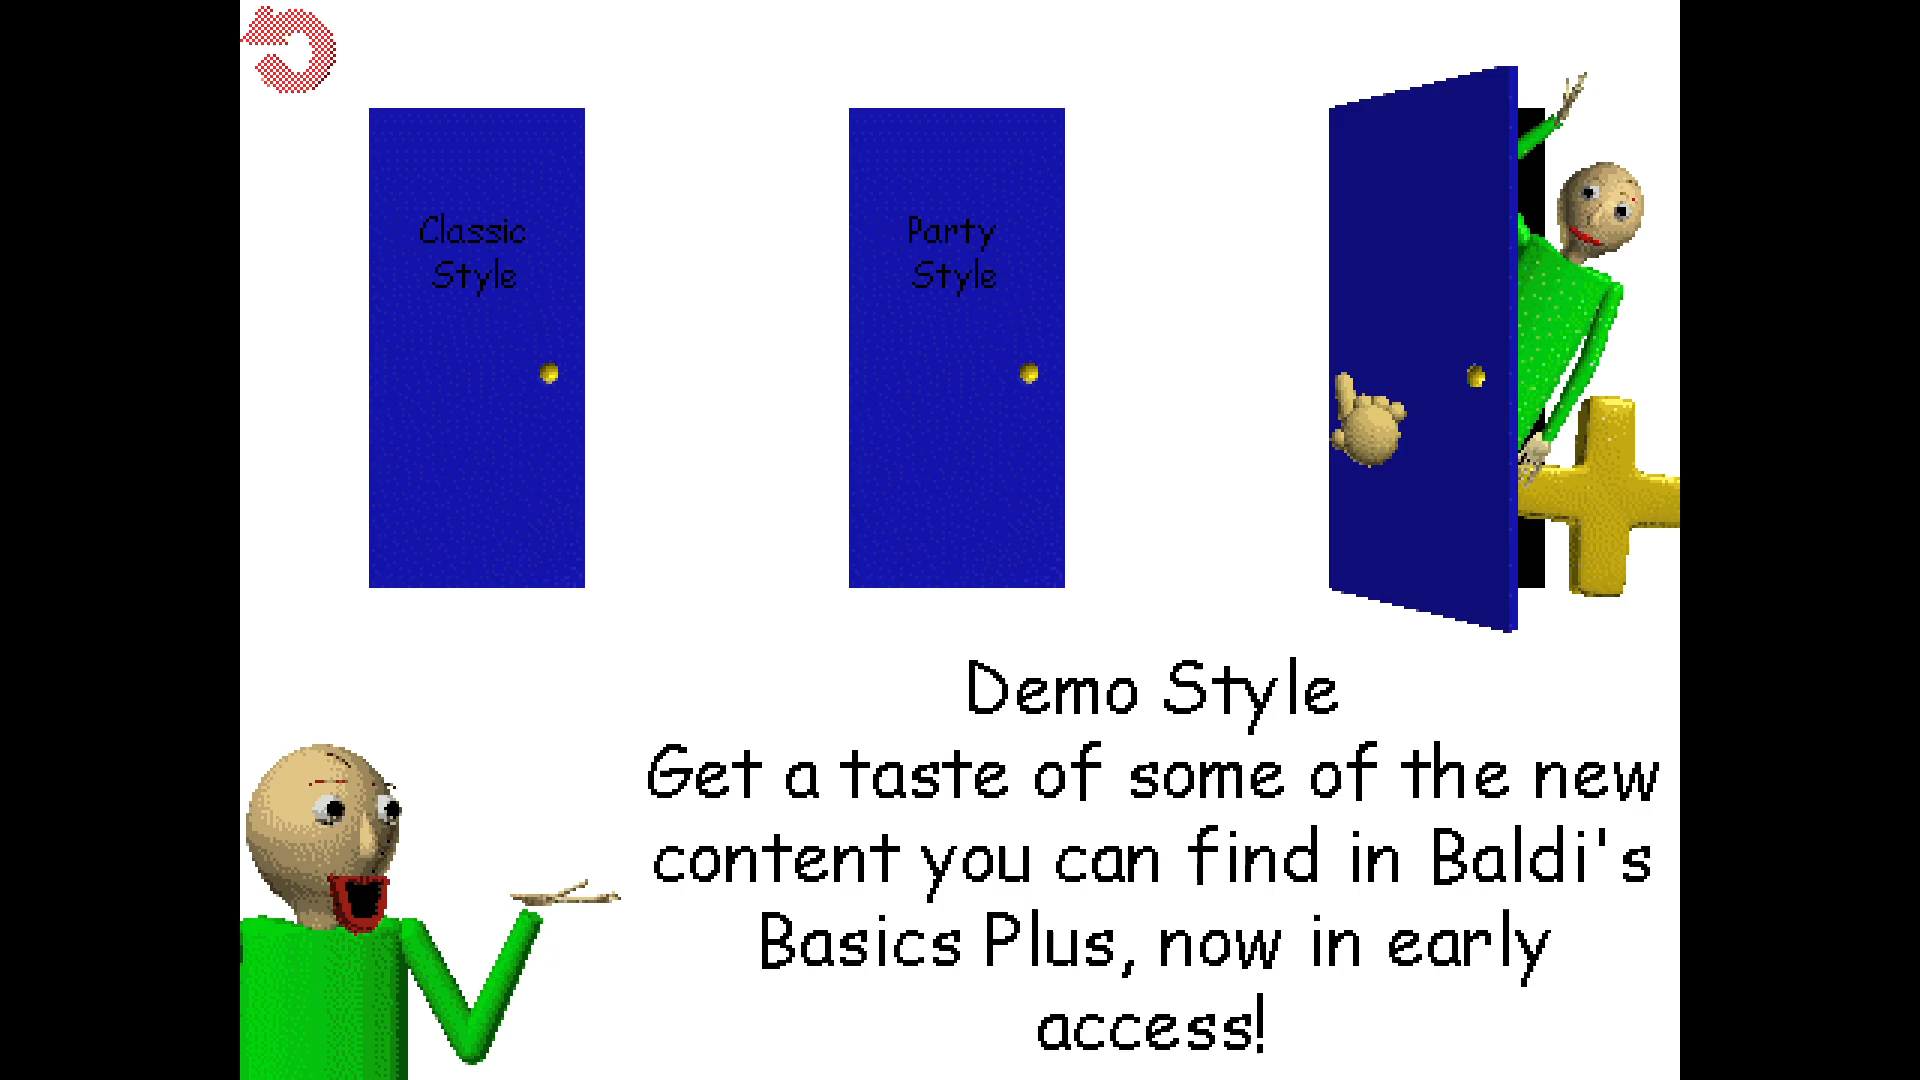 Classic
Style
Party
Style
Demo Style
Get a taste of some of the new
content you can find in Baldi's
Basics Plus, now in early
access!